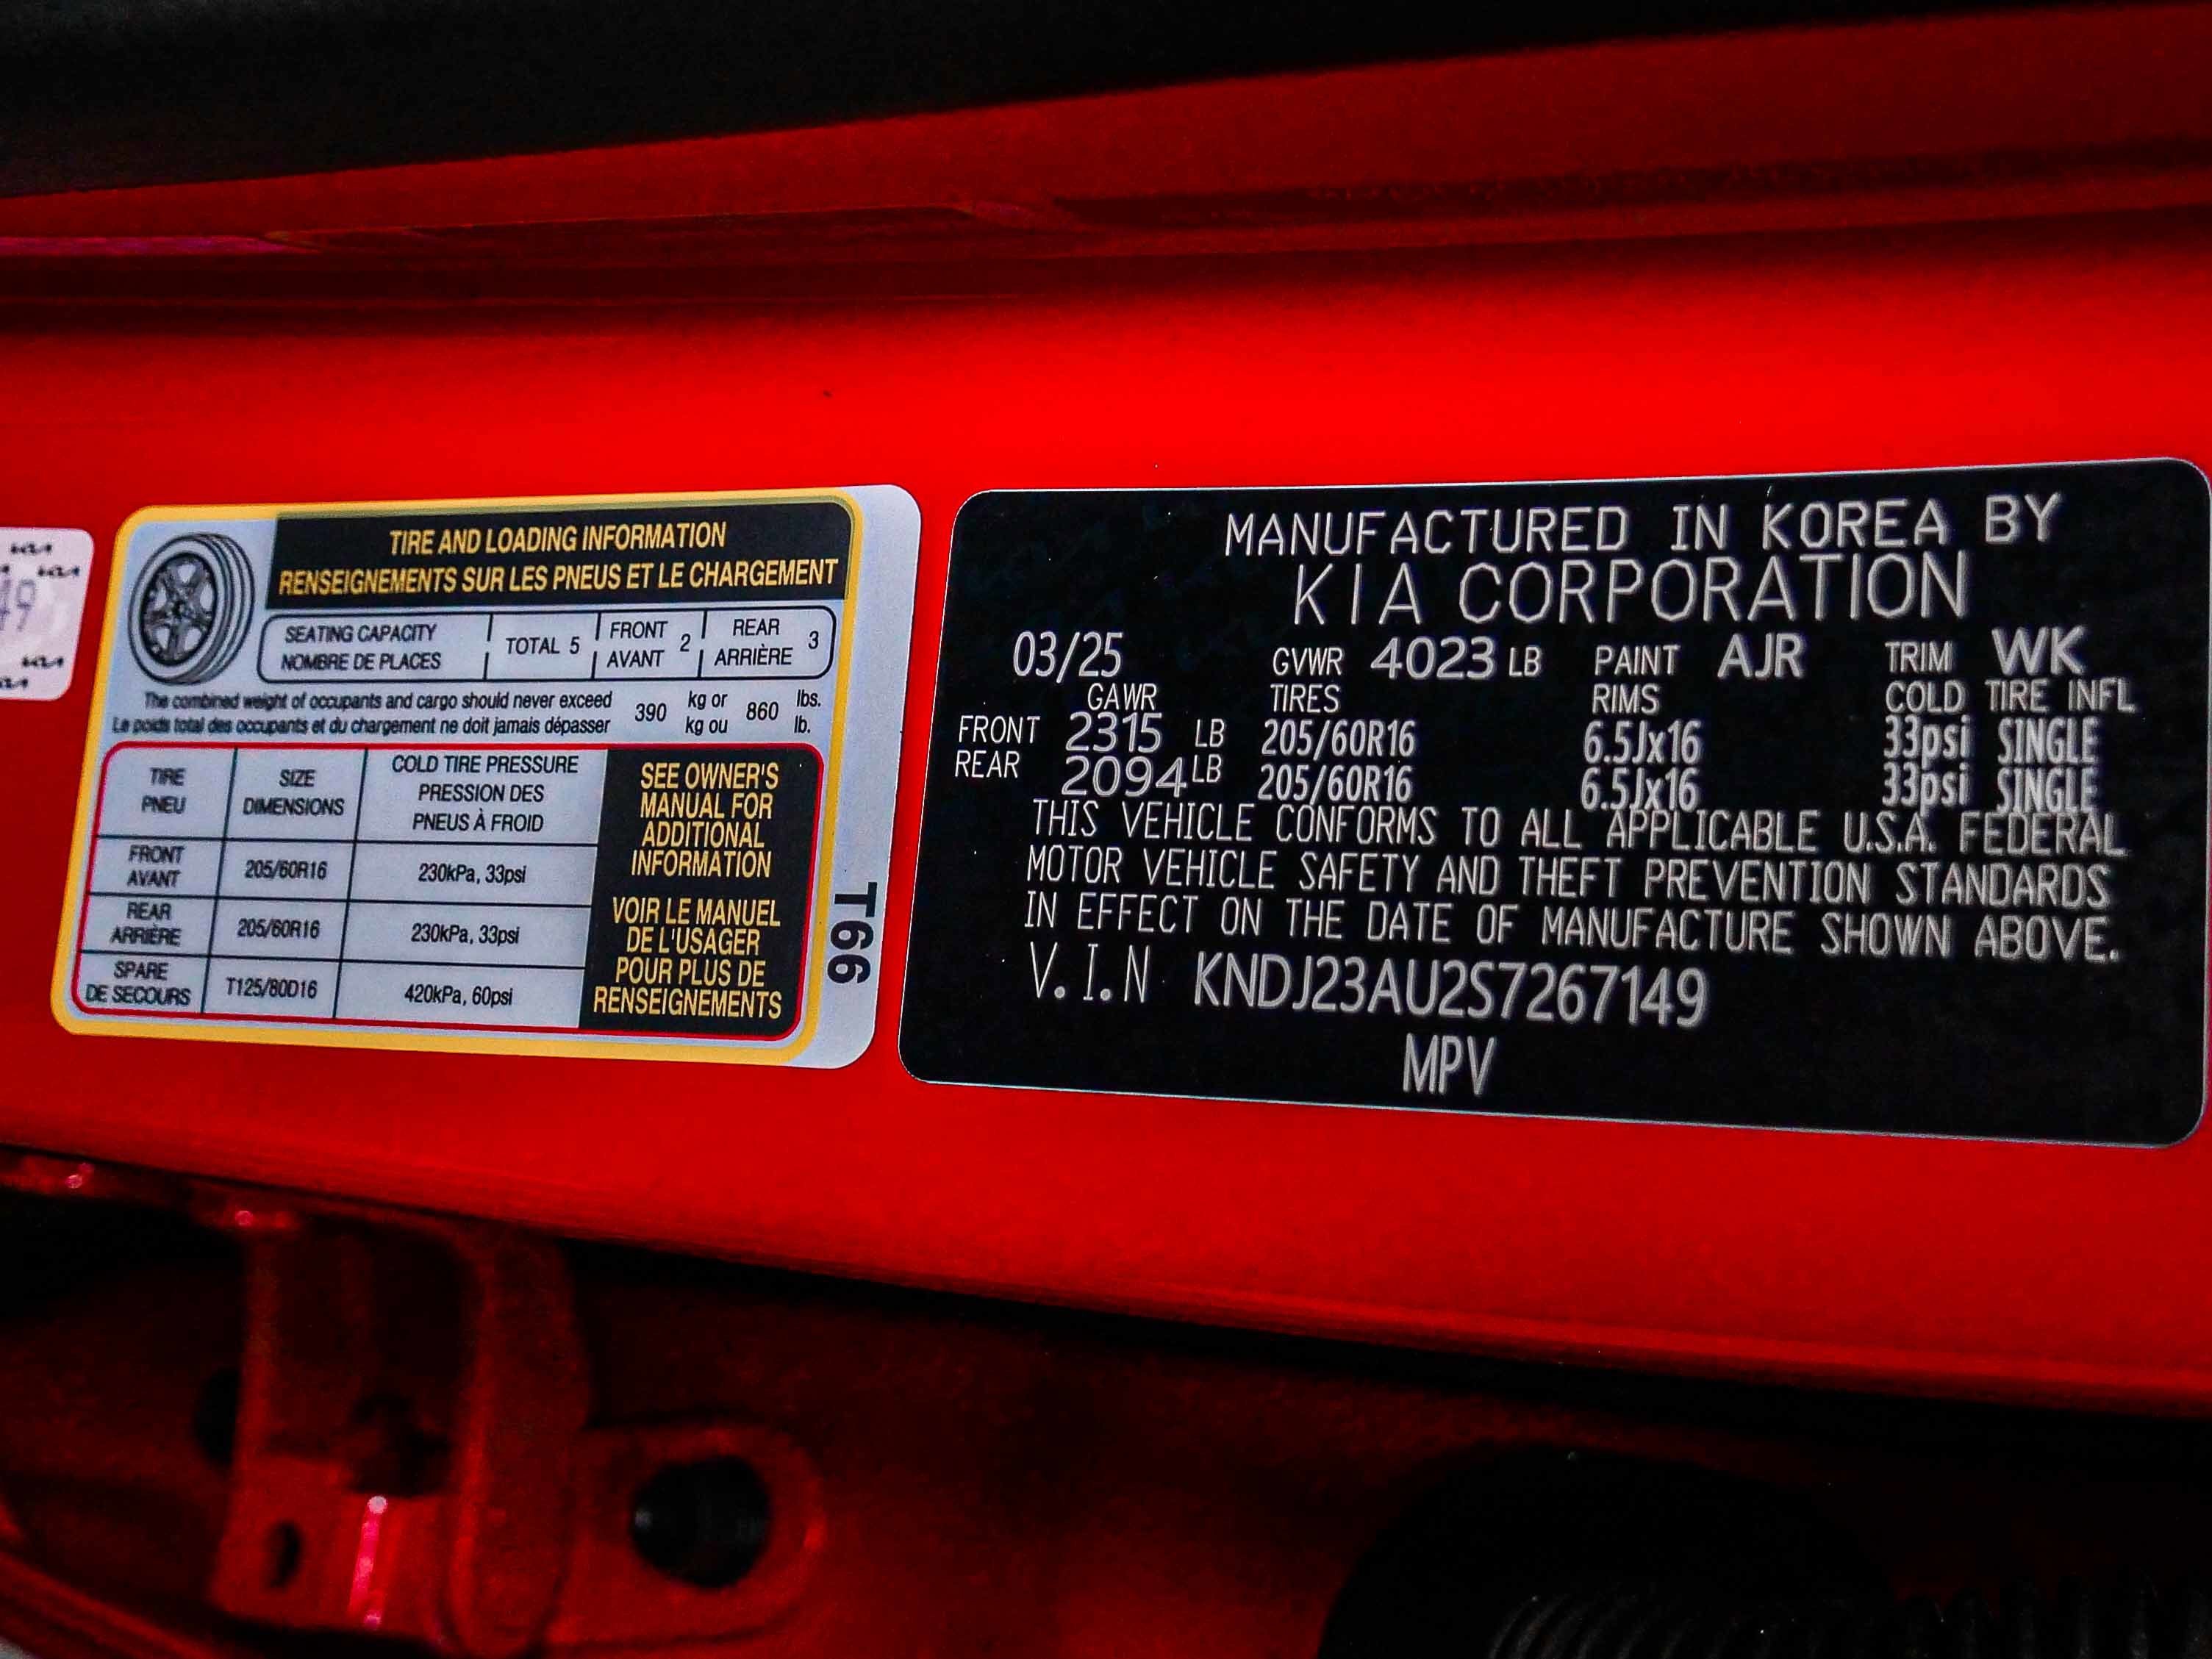 49
TIRE AND LOADING INFORMATION
RENSEIGNEMENTS SUR LES PNEUS ET LE CHARGEMENT
SEATING CAPACITY
NOMBRE DE PLACES
TOTAL 5
FRONT
AVANT
2
REAR
ARRIÈRE
3
The combined weight of occupants and cargo should never exceed 390 kg or 860 lbs.
Le poids total des occupants et du chargement ne doit jamais dépasser kg ou lb.
TIRE
PNEU
SIZE
DIMENSIONS
COLD TIRE PRESSURE
PRESSION DES
PNEUS À FROID
FRONT
AVANT
205/60R16
230kPa, 33psi
REAR
ARRIÈRE
205/60R16
230kPa, 33psi
SPARE
DE SECOURS
T125/80D16
420kPa, 60psi
SEE OWNER'S
MANUAL FOR
ADDITIONAL
INFORMATION
VOIR LE MANUEL
DE L'USAGER
POUR PLUS DE
RENSEIGNEMENTS
T66
MANUFACTURED IN KOREA BY
KIA CORPORATION
03/25 GVWR 4023 LB PAINT AJR TRIM WK
GAWR TIRES RIMS COLD TIRE INFL
FRONT 2315 LB 205/60R16 6.5Jx16 33psi SINGLE
REAR 2094 LB 205/60R16 6.5Jx16 33psi SINGLE
THIS VEHICLE CONFORMS TO ALL APPLICABLE U.S.A. FEDERAL
MOTOR VEHICLE SAFETY AND THEFT PREVENTION STANDARDS
IN EFFECT ON THE DATE OF MANUFACTURE SHOWN ABOVE.
V.I.N KNDJ23AU2S7267149
MPV